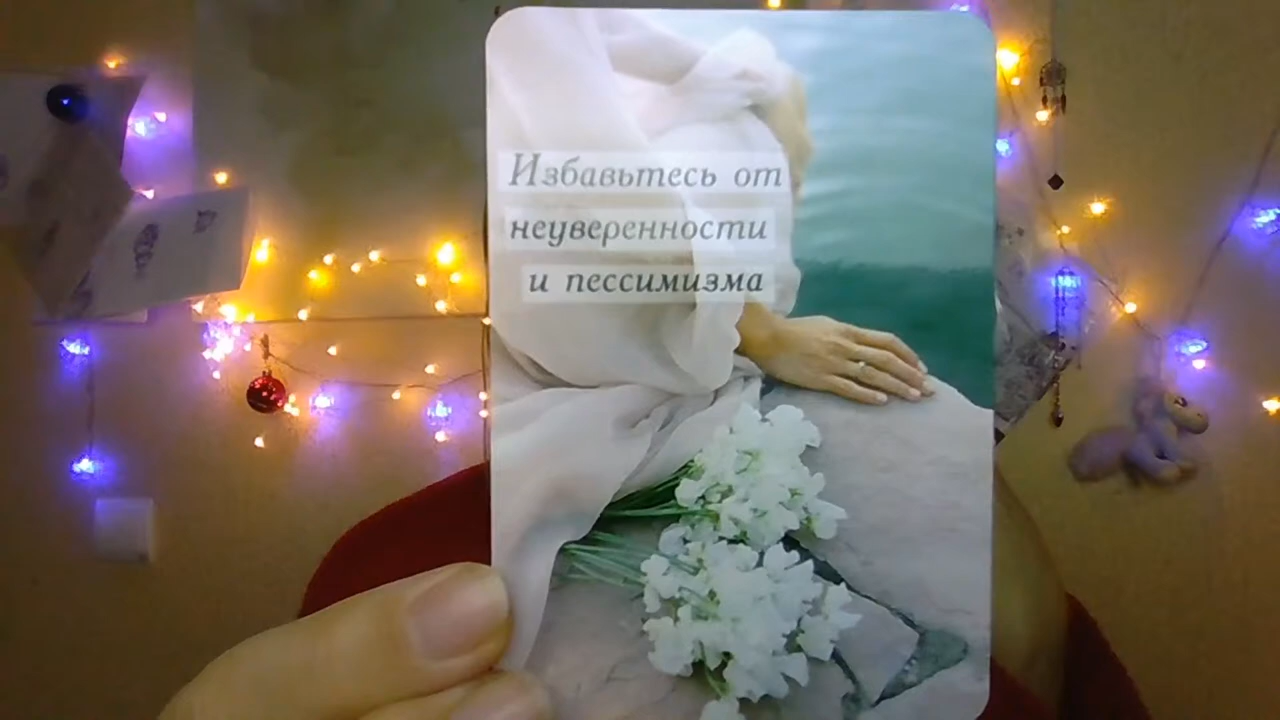 Избавьтесь от
неуверенности
и пессимизма